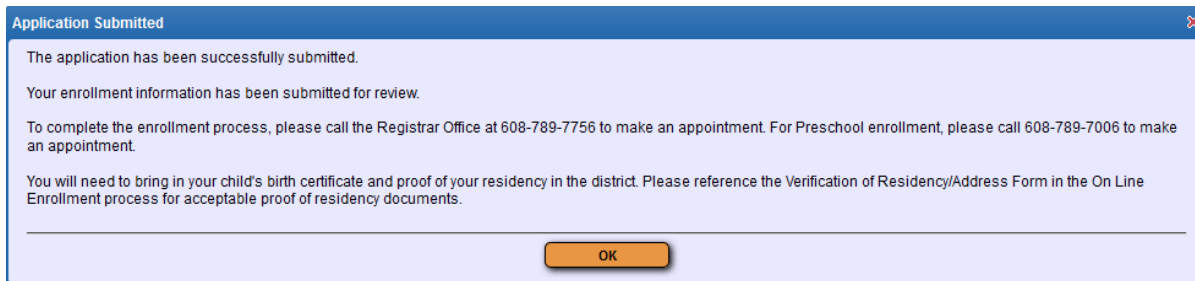 Application Submitted
The application has been successfully submitted.
Your enrollment information has been submitted for review.
To complete the enrollment process, please call the Registrar Office at 608-789-7756 to make an appointment. For Preschool enrollment, please call 608-789-7006 to make
an appointment.
You will need to bring in your child's birth certificate and proof of your residency in the district. Please reference the Verification of Residency/Address Form in the On Line
Enrollment process for acceptable proof of residency documents.
OK